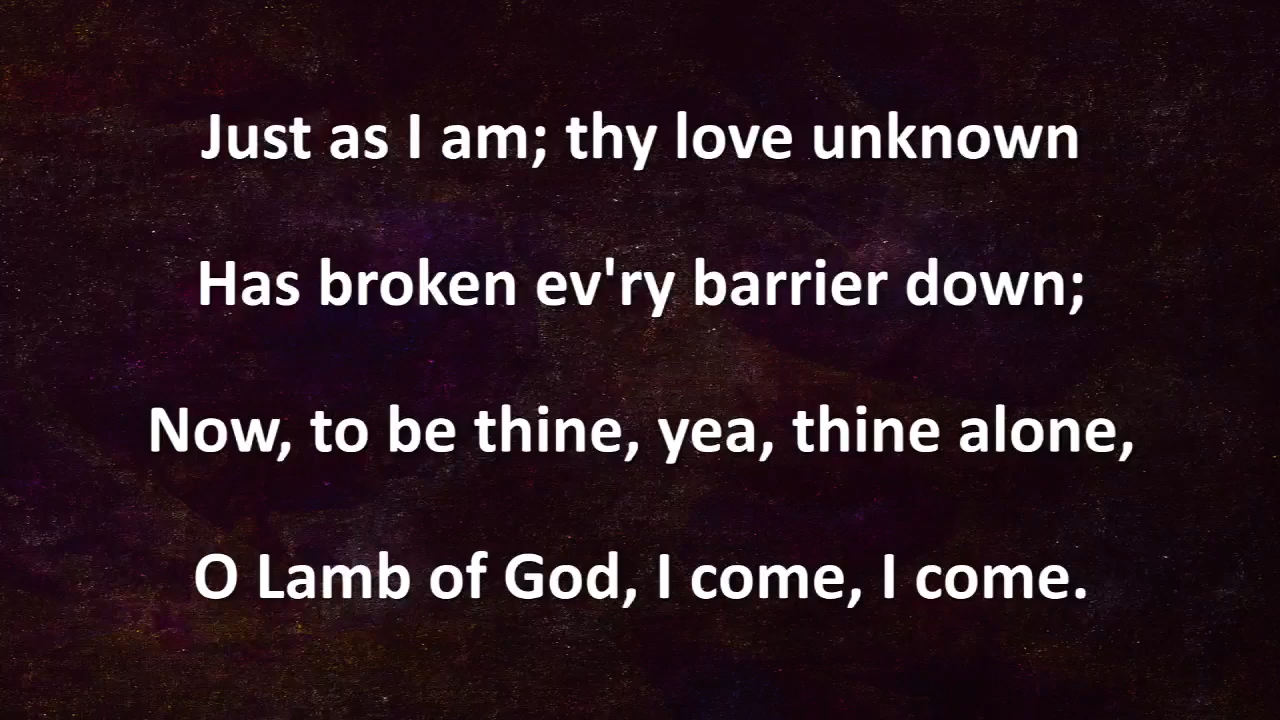 Just as I am; thy love unknown
Has broken ev'ry barrier down;
Now, to be thine, yea, thine alone,
O Lamb of God, I come, I come.